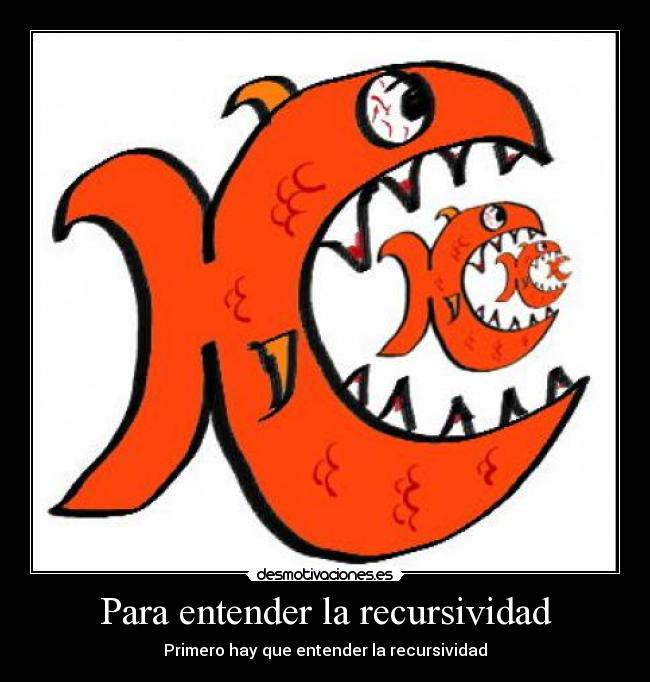 desmotivaciones.es
Para entender la recursividad
Primero hay que entender la recursividad